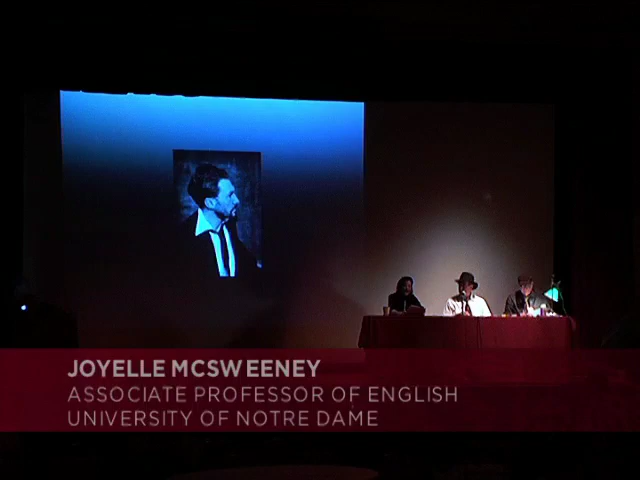 JOYELLE MCSWEENEY
ASSOCIATE PROFESSOR OF ENGLISH
UNIVERSITY OF NOTRE DAME